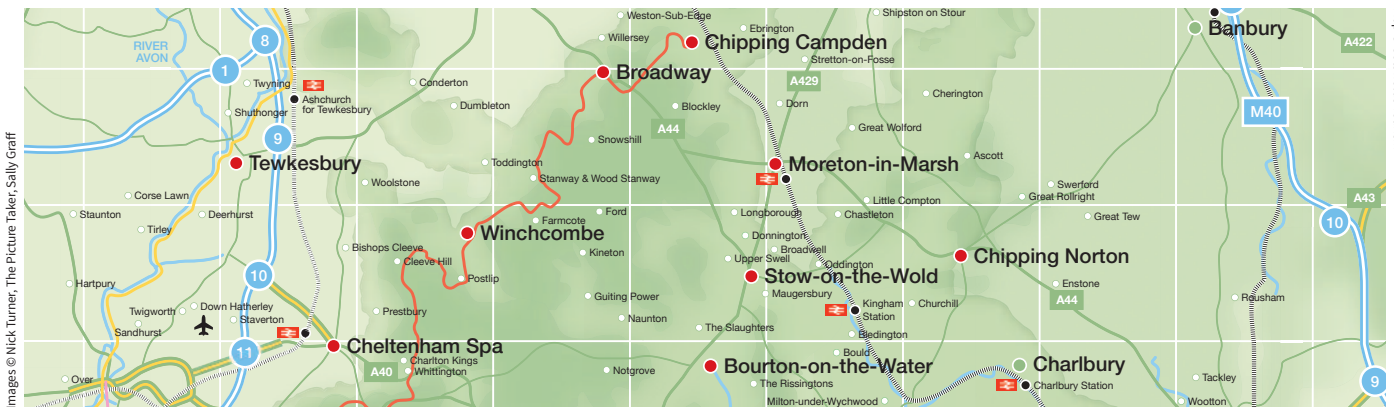 Weston-Sub-Edge
Shipston on Stour
Ebrington
Banbury
RIVER
AVON
8
Willersey
Chipping Campden
A422
Stretton-on-Fosse
1
Broadway
Twyning
Conderton
A429
Cherington
Ashchurch
for Tewkesbury
Dumbleton
Blockley
Dorn
M40
Shuthonger
A44
Great Wolford
9
Snowshill
Tewkesbury
Toddington
Moreton-in-Marsh
Ascott
Woolstone
Stanway & Wood Stanway
Swerford
Corse Lawn
Great Rollright
A43
Little Compton
Staunton
Deerhurst
Ford
Longborough
Chastleton
Great Tew
Tirley
Farmcote
10
Winchcombe
Donnington
Bishops Cleeve
Kineton
Broadwell
Chipping Norton
Cleeve Hill
Upper Swell
Oddington
10
Postlip
Stow-on-the-Wold
Hartpury
Enstone
Guiting Power
Maugersbury
A44
Rousham
Down Hatherley
Twigworth
Prestbury
Kingham
Station
Churchill
Staverton
Naunton
Sandhurst
The Slaughters
Bledington
Cheltenham Spa
11
Bould
Charlton Kings
Bourton-on-the-Water
Charlbury
A40
Whittington
Notgrove
Over
The Rissingtons
Charlbury Station
Tackley
9
Milton-under-Wychwood
Wootton
Images © Nick Turner, The Picture Taker, Sally Graff